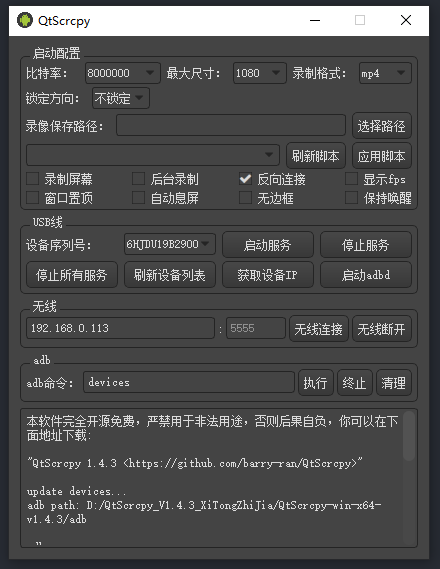 QtScrcpy
启动配置
比特率： 8000000 最大尺寸： 1080 录制格式： mp4
锁定方向： 不锁定
录像保存路径： 选择路径
刷新脚本 应用脚本
录制屏幕 后台录制 反向连接 显示fps
窗口置顶 自动息屏 无边框 保持唤醒
USB线
设备序列号： 6HJDU19B2900 启动服务 停止服务
停止所有服务 刷新设备列表 获取设备IP 启动adbd
无线
192.168.0.113 : 5555 无线连接 无线断开
adb
adb命令： devices 执行 终止 清理
本软件完全开源免费，严禁用于非法用途，否则后果自负，你可以在下
面地址下载：
"QtScrcpy 1.4.3 <https://github.com/barry-ran/QtScrcpy>"
update devices...
adb path: D:/QtScrcpy_V1.4.3_XiTongZhiJia/QtScrcpy-win-x64-
v1.4.3/adb